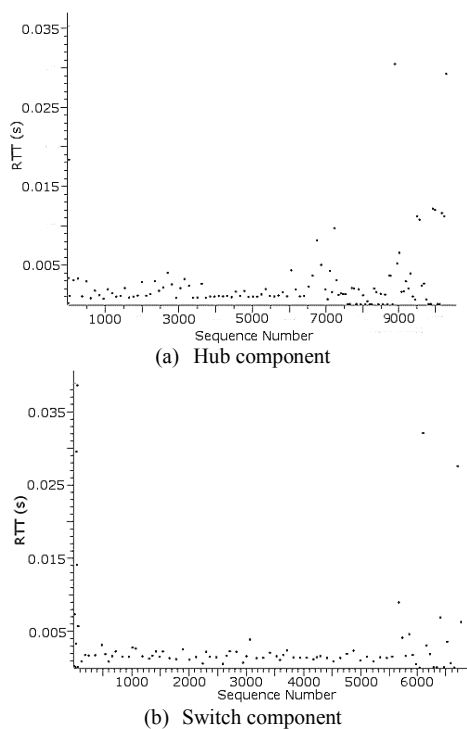 0.035
0.025
RTT (s)
0.015
0.005
1000 3000 5000 7000 9000
Sequence Number
(a) Hub component
0.035
0.025
RTT (s)
0.015
0.005
1000 2000 3000 4000 5000 6000
Sequence Number
(b) Switch component